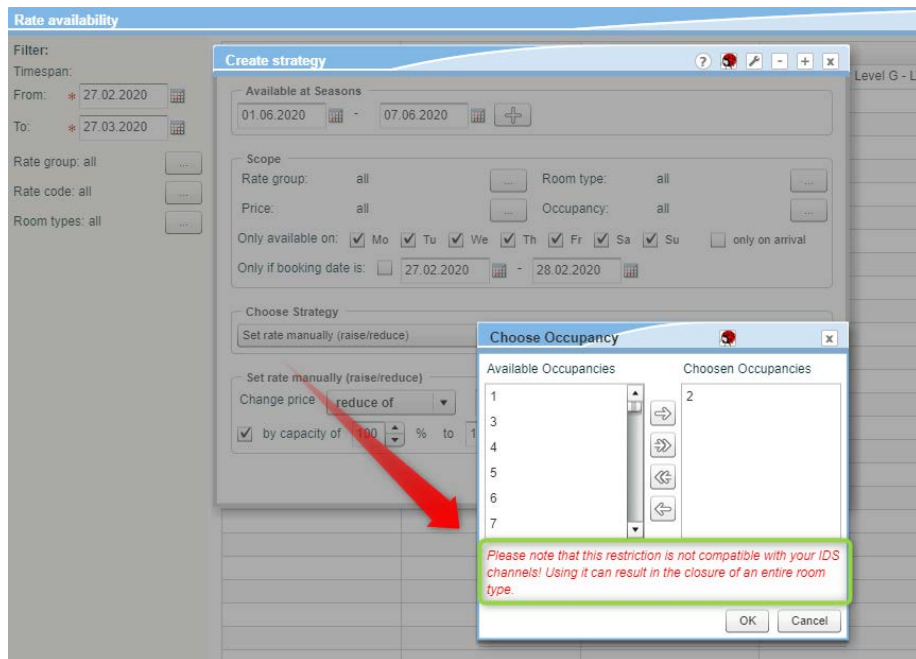 Rate availability
Filter:
Timespan:
From: * 27.02.2020
To: * 27.03.2020
Rate group: all ...
Rate code: all ...
Room types: all ...
Level G - L
Create strategy
? - + x
Available at Seasons
01.06.2020 - 07.06.2020
Scope
Rate group: all ... Room type: all ...
Price: all ... Occupancy: all ...
Only available on: Mo Tu We Th Fr Sa Su only on arrival
Only if booking date is: 27.02.2020 - 28.02.2020
Choose Strategy
Set rate manually (raise/reduce)
Set rate manually (raise/reduce)
Change price reduce of
by capacity of 100 % to 1
Choose Occupancy x
Available Occupancies Choosen Occupancies
1 2
3
4
5
6
7
Please note that this restriction is not compatible with your IDS
channels! Using it can result in the closure of an entire room
type.
OK Cancel